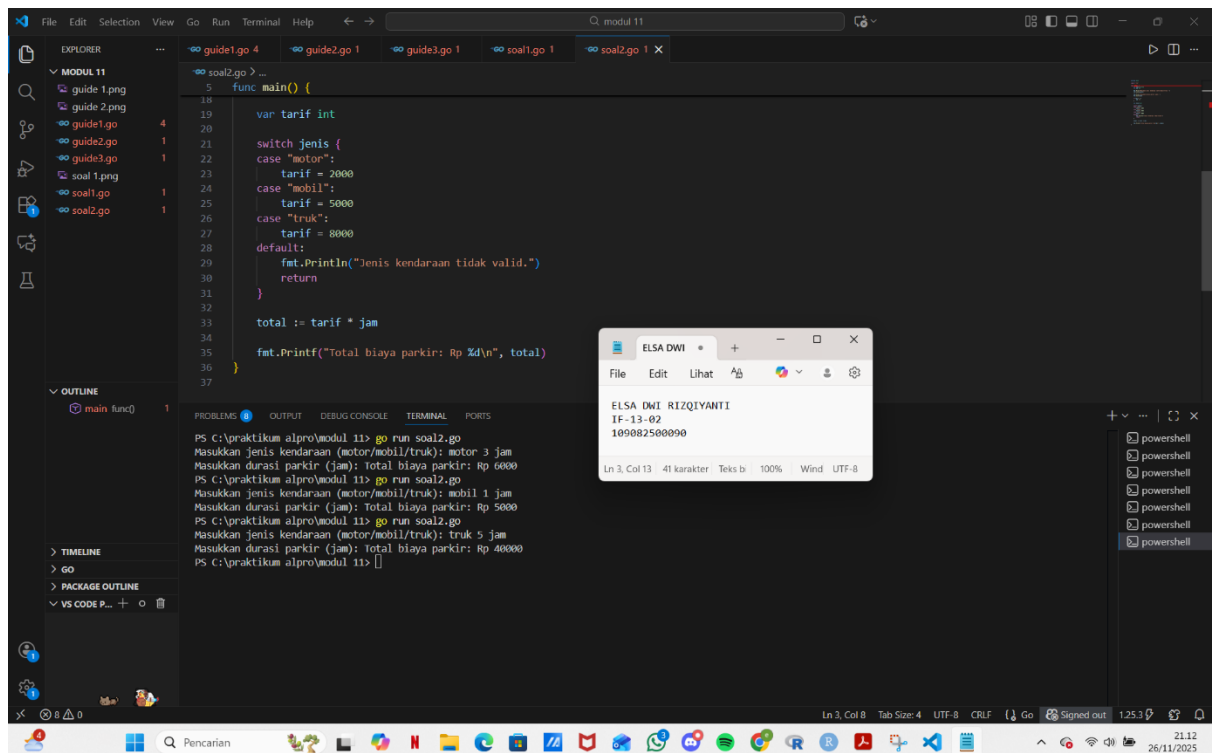 File Edit Selection View Go Run Terminal Help
modul 11
EXPLORER
guide1.go 4
guide2.go 1
guide3.go 1
soal1.go 1
soal2.go 1
MODUL 11
guide 1.png
guide 2.png
guide1.go 4
guide2.go 1
guide3.go 1
soal 1.png
soal1.go 1
soal2.go 1
soal2.go > ...
5 func main() {
18
19 var tarif int
20
21 switch jenis {
22 case "motor":
23 tarif = 2000
24 case "mobil":
25 tarif = 5000
26 case "truk":
27 tarif = 8000
28 default:
29 fmt.Println("Jenis kendaraan tidak valid.")
30 return
31 }
32
33 total := tarif * jam
34
35 fmt.Printf("Total biaya parkir: Rp %d\n", total)
36 }
37
ELSA DWI
File Edit Lihat
ELSA DWI RIZQIYANTI
IF-13-02
109082500090
Ln 3, Col 13 41 karakter Teks b 100% Wind UTF-8
OUTLINE
main func() 1
PROBLEMS 8 OUTPUT DEBUG CONSOLE TERMINAL PORTS
PS C:\praktikum alpro\modul 11> go run soal2.go
Masukkan jenis kendaraan (motor/mobil/truk): motor 3 jam
Masukkan durasi parkir (jam): Total biaya parkir: Rp 6000
PS C:\praktikum alpro\modul 11> go run soal2.go
Masukkan jenis kendaraan (motor/mobil/truk): mobil 1 jam
Masukkan durasi parkir (jam): Total biaya parkir: Rp 5000
PS C:\praktikum alpro\modul 11> go run soal2.go
Masukkan jenis kendaraan (motor/mobil/truk): truk 5 jam
Masukkan durasi parkir (jam): Total biaya parkir: Rp 40000
PS C:\praktikum alpro\modul 11>
powershell
powershell
powershell
powershell
powershell
powershell
powershell
TIMELINE
GO
PACKAGE OUTLINE
VS CODE P...
8 0
Ln 3, Col 8 Tab Size: 4 UTF-8 CRLF Go Signed out 1.25.3
Pencarian
21.12
26/11/2025